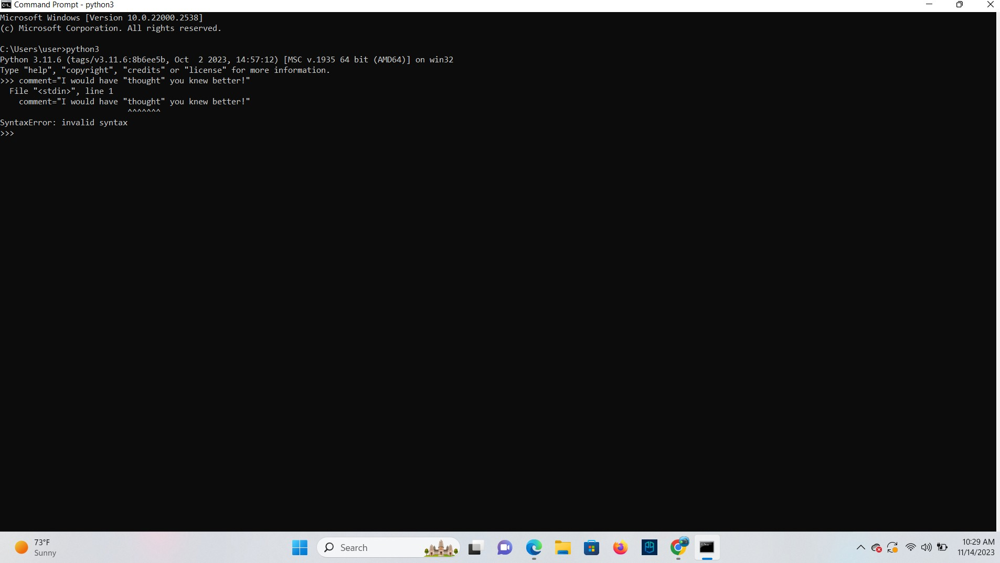 Command Prompt - python3
Microsoft Windows [Version 10.0.22000.2538]
(c) Microsoft Corporation. All rights reserved.
C:\Users\user>python3
Python 3.11.6 (tags/v3.11.6:8b6ee5b, Oct  2 2023, 14:57:12) [MSC v.1935 64 bit (AMD64)] on win32
Type "help", "copyright", "credits" or "license" for more information.
>>> comment="I would have "thought" you knew better!"
  File "<stdin>", line 1
    comment="I would have "thought" you knew better!"
                           ^^^^^^^
SyntaxError: invalid syntax
>>>
73°F
Sunny
Search
10:29 AM
11/14/2023